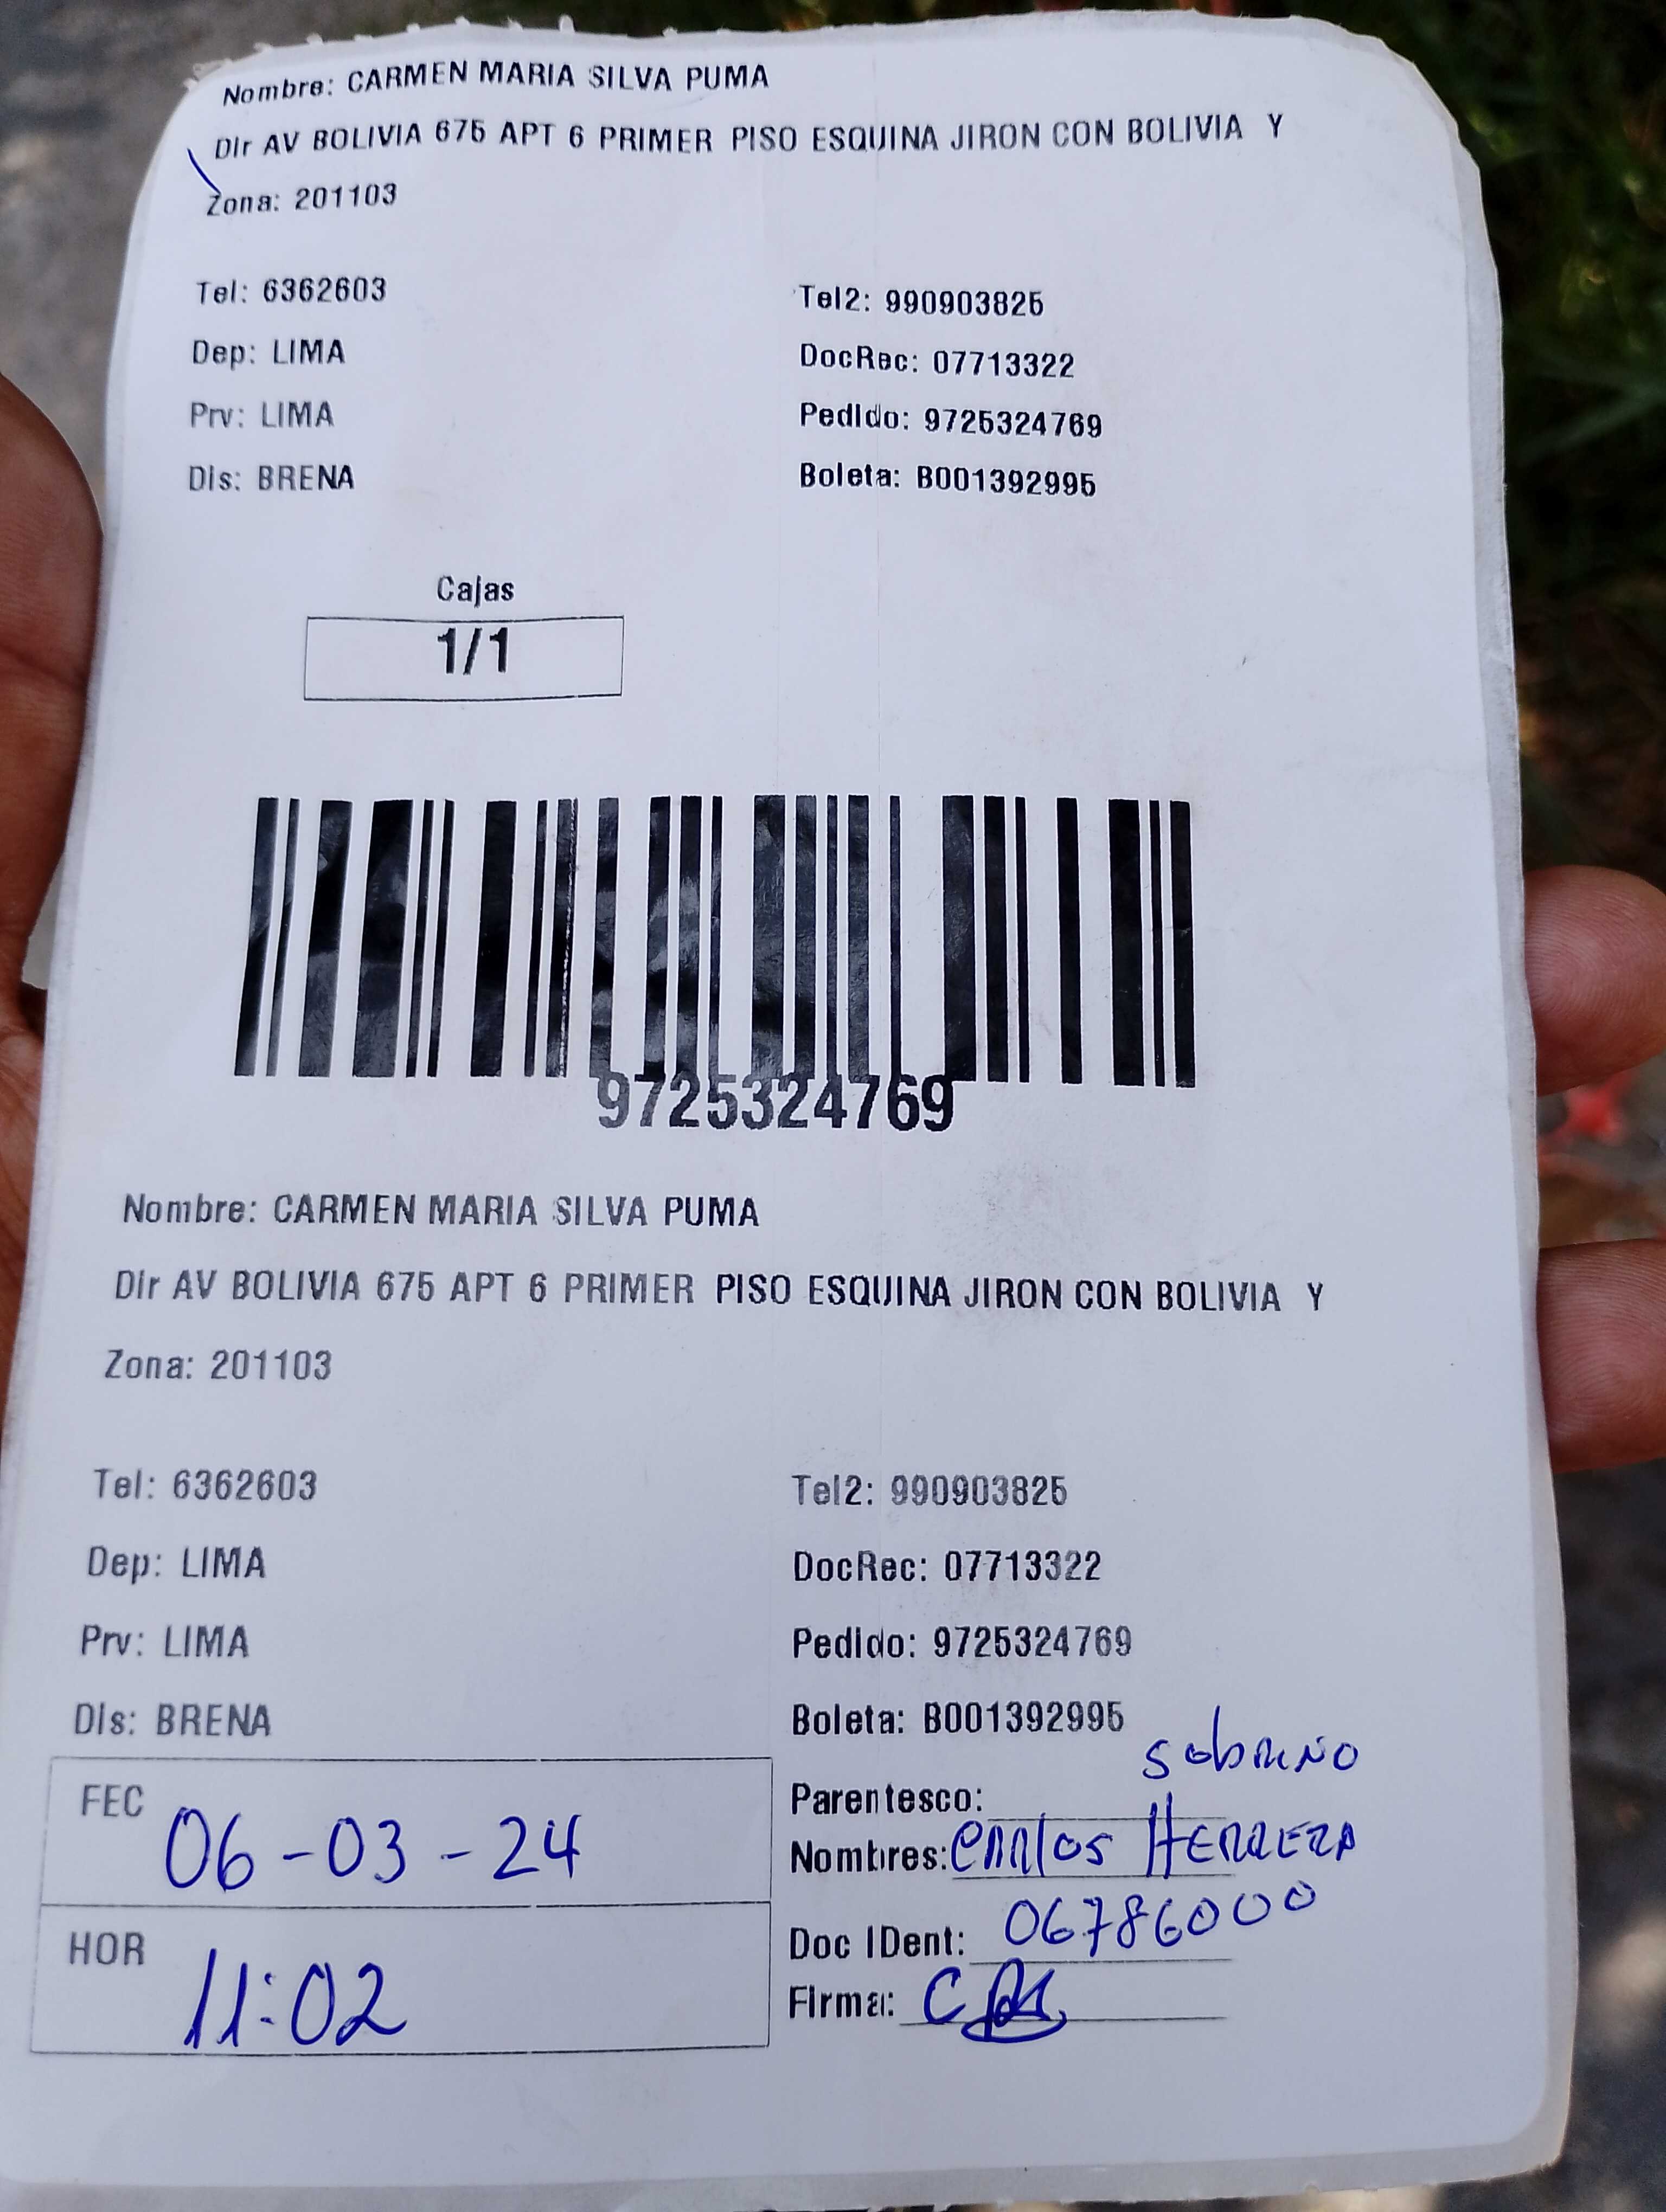 Nombre: CARMEN MARIA SILVA PUMA
Dir AV BOLIVIA 675 APT 6 PRIMER PISO ESQUINA JIRON CON BOLIVIA Y
Zona: 201103
Tel: 6362603 Tel2: 990903825
Dep: LIMA DocRec: 07713322
Prv: LIMA Pedido: 9725324769
Dis: BRENA Boleta: B001392995
Cajas
1/1
9725324769
Nombre: CARMEN MARIA SILVA PUMA
Dir AV BOLIVIA 675 APT 6 PRIMER PISO ESQUINA JIRON CON BOLIVIA Y
Zona: 201103
Tel: 6362603 Tel2: 990903825
Dep: LIMA DocRec: 07713322
Prv: LIMA Pedido: 9725324769
Dis: BRENA Boleta: B001392995
FEC 06-03-24
Parentesco: sobrino
Nombres: Carlos HERRERA
HOR 11:02
Doc IDent: 06786000
Firma: